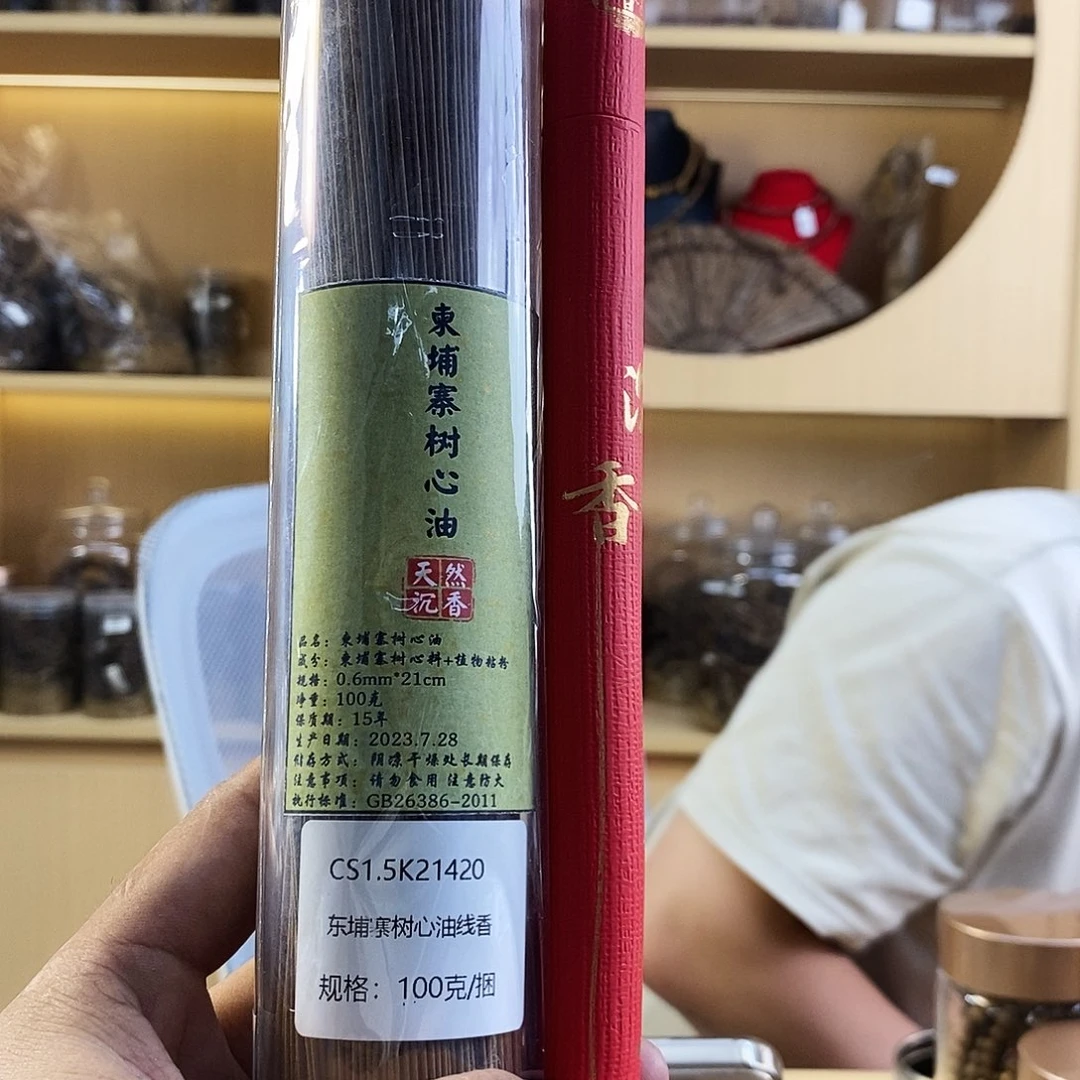 柬埔寨树心油
天然
沉香
品名：柬埔寨树心油
成分：柬埔寨树心料+植物粘粉
规格：0.6mm*21cm
净重：100克
保质期：15年
生产日期：2023.7.28
储存方式：阴凉干燥处长期保存
注意事项：请勿食用 注意防火
执行标准：GB26386-2011
CS1.5K21420
东埔寨树心油线香
规格：100克/捆
香